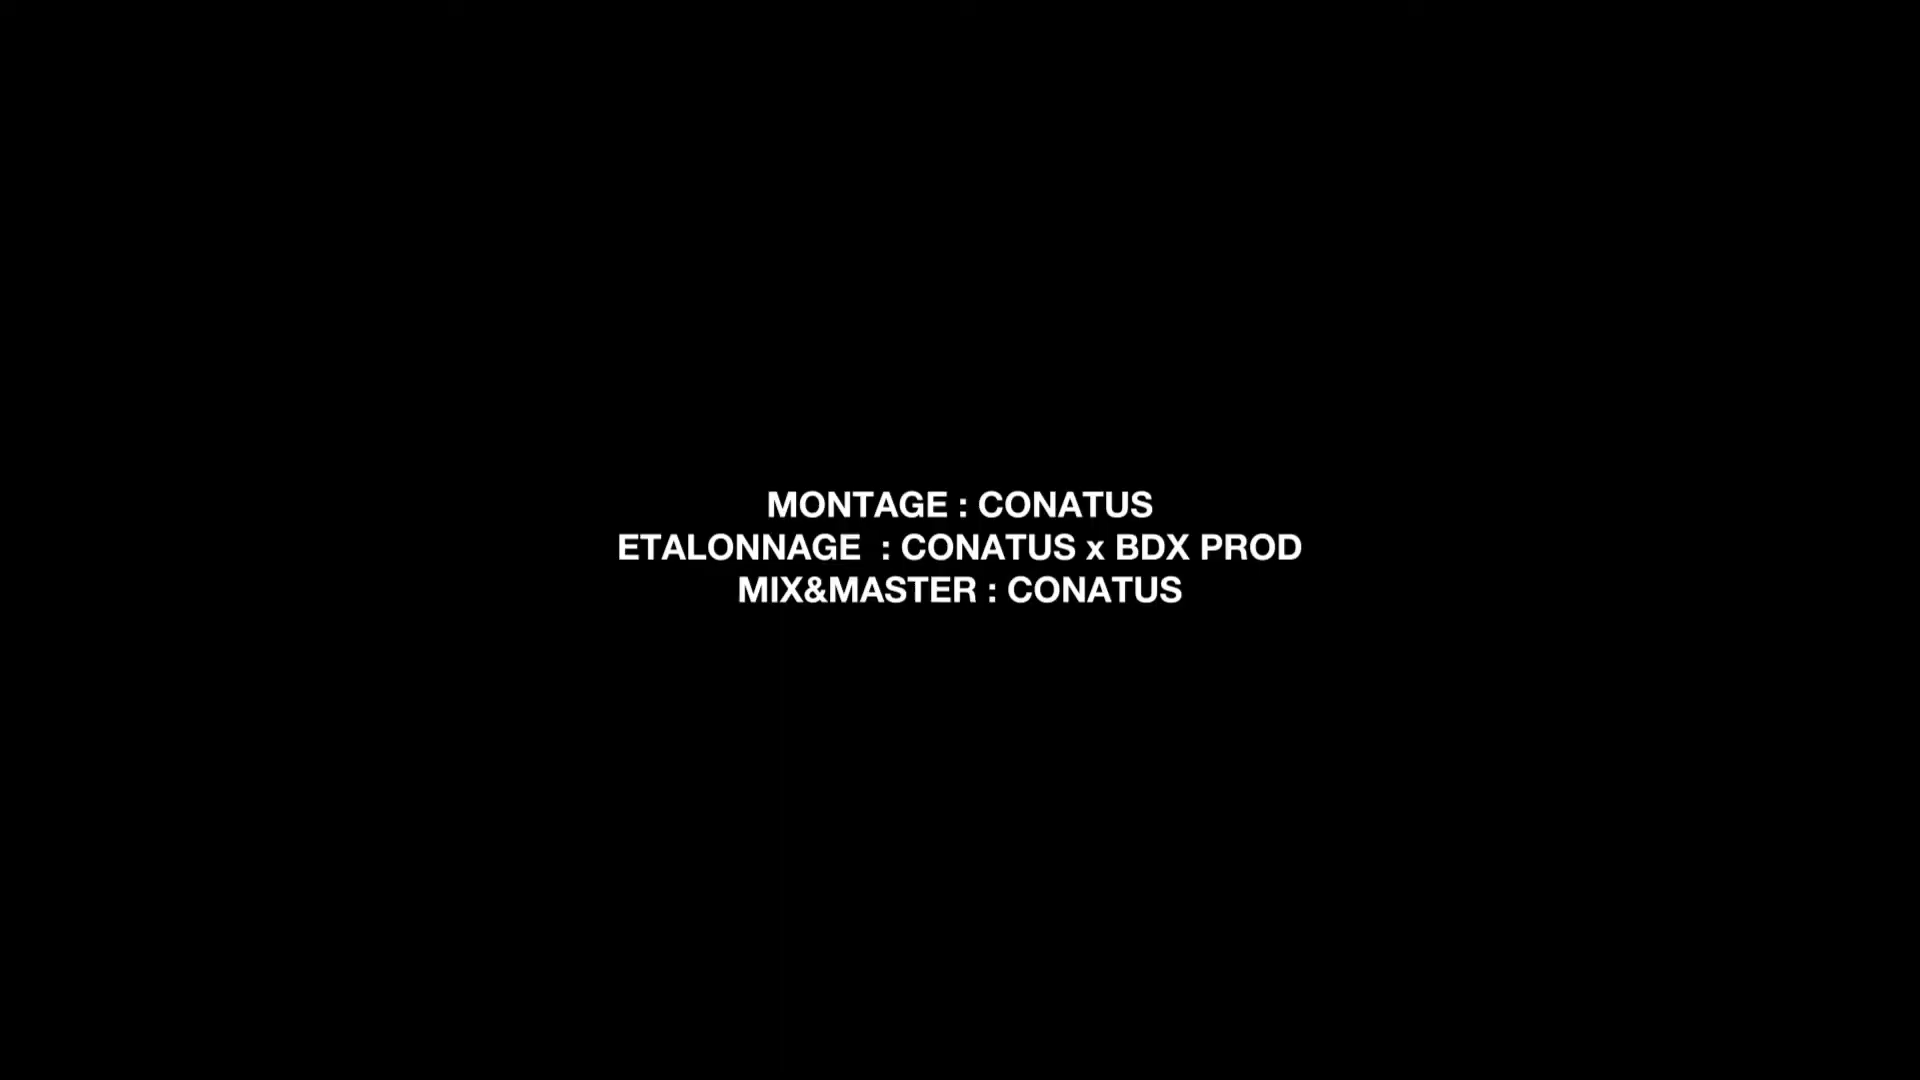 MONTAGE : CONATUS
ETALONNAGE  : CONATUS x BDX PROD
MIX&MASTER : CONATUS